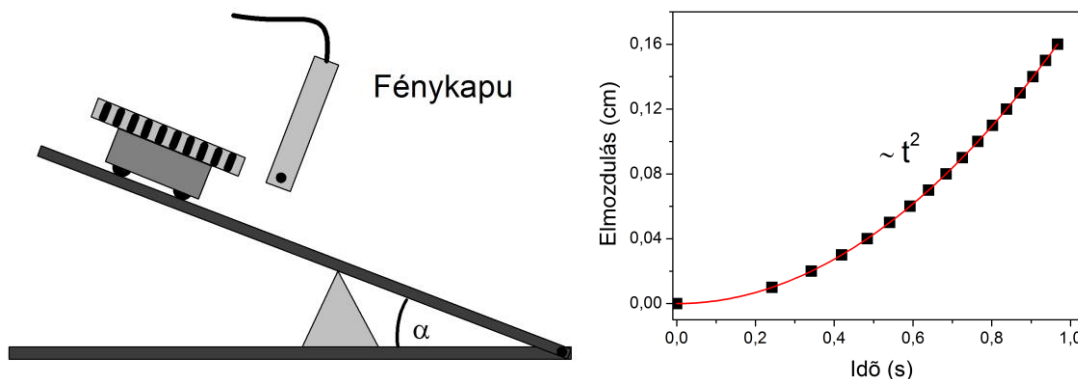 Fénykapu
α
Elmozdulás (cm)
0,16
0,12
0,08
0,04
0,00
~ t²
0,0 0,2 0,4 0,6 0,8 1,0
Idõ (s)